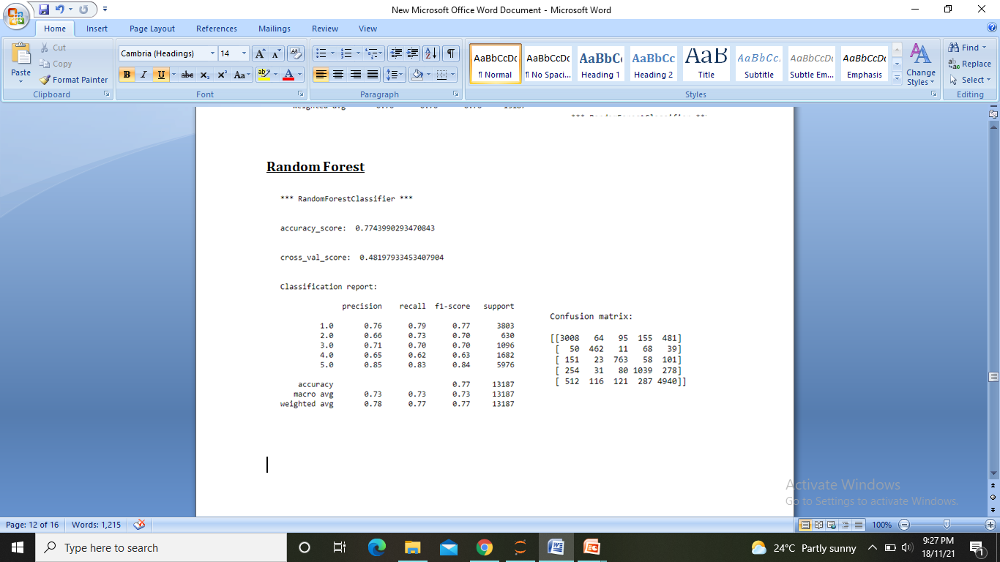 New Microsoft Office Word Document - Microsoft Word
Home Insert Page Layout References Mailings Review View
Paste
Cut
Copy
Format Painter
Clipboard
Cambria (Headings) 14
B I U abc x₂ x² Aa
Font
Paragraph
AaBbCcDc AaBbCcDc AaBbC AaBbCc AaB AaBbCc. AaBbCcDc AaBbCcDc
¶ Normal ¶ No Spaci... Heading 1 Heading 2 Title Subtitle Subtle Em... Emphasis
Change Styles
Styles
Find
Replace
Select
Editing
weighted avg 13187
*** RandomForestClassifier **
Random Forest
*** RandomForestClassifier ***
accuracy_score: 0.7743990293470843
cross_val_score: 0.48197933453407904
Classification report:
precision recall f1-score support
1.0 0.76 0.79 0.77 3803
2.0 0.66 0.73 0.70 630
3.0 0.71 0.70 0.70 1096
4.0 0.65 0.62 0.63 1682
5.0 0.85 0.83 0.84 5976
accuracy 0.77 13187
macro avg 0.73 0.73 0.73 13187
weighted avg 0.78 0.77 0.77 13187
Confusion matrix:
[[3008 64 95 155 481]
[ 50 462 11 68 39]
[ 151 23 763 58 101]
[ 254 31 80 1039 278]
[ 512 116 121 287 4940]]
Activate Windows
Go to Settings to activate Windows.
Page: 12 of 16 Words: 1,215 100%
Type here to search
24°C Partly sunny
9:27 PM
18/11/21
1